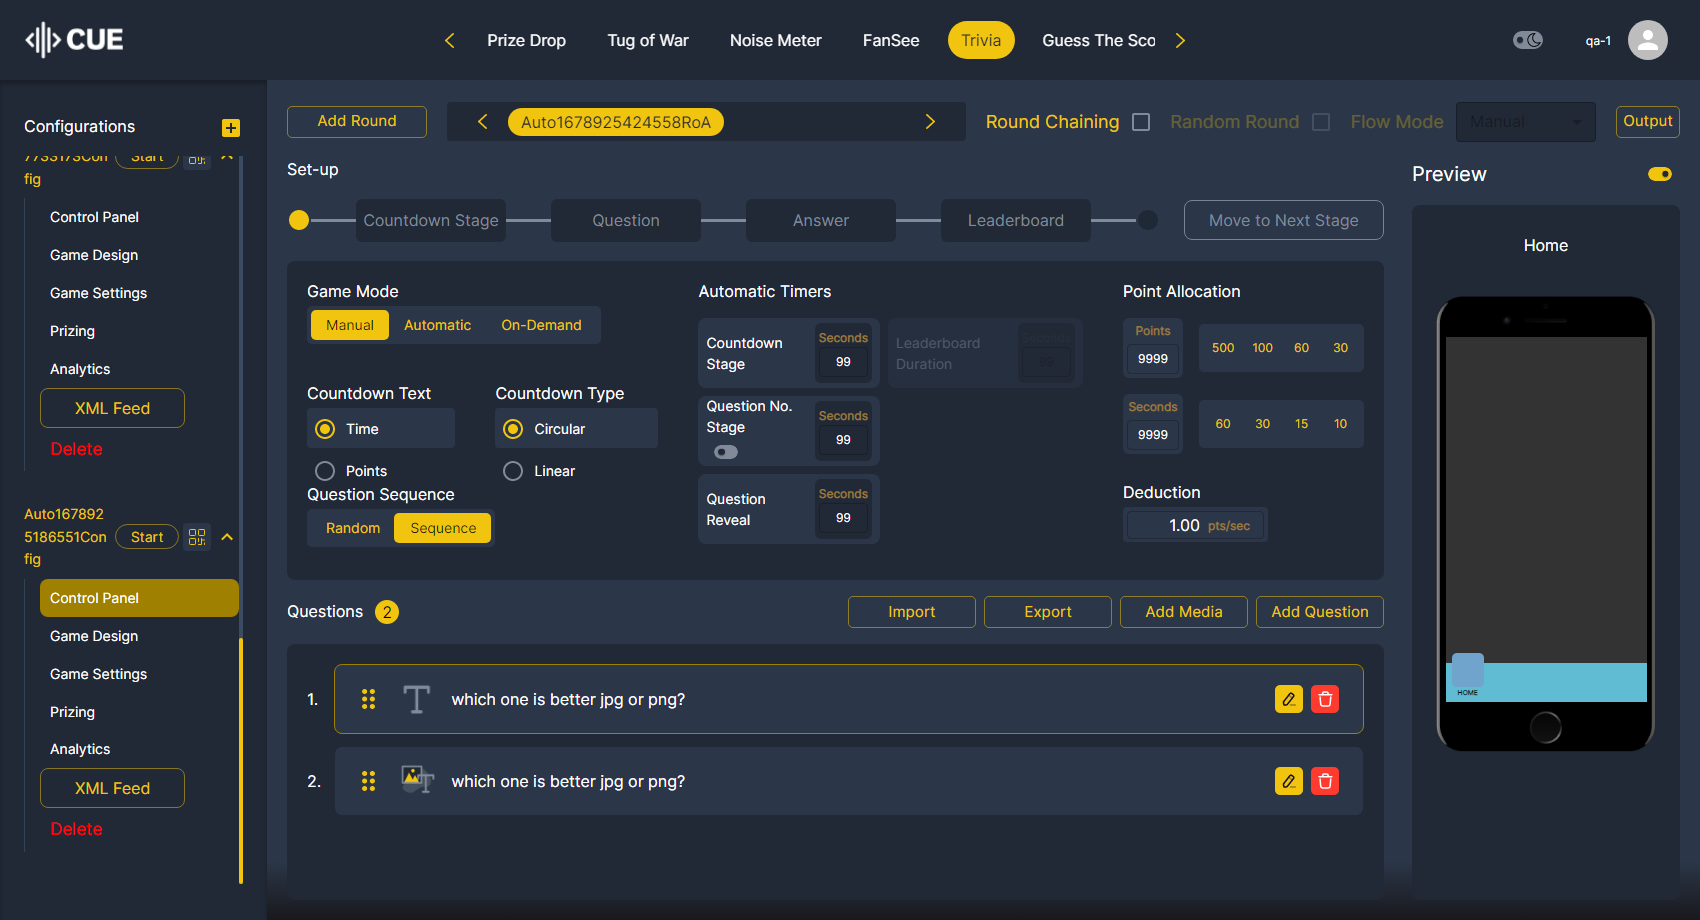 CUE
Prize Drop
Tug of War
Noise Meter
FanSee
Trivia
Guess The Sco
qa-1
Configurations
Start
fig
Control Panel
Game Design
Game Settings
Prizing
Analytics
XML Feed
Delete
Auto167892
5186551Con
fig
Start
Control Panel
Game Design
Game Settings
Prizing
Analytics
XML Feed
Delete
Add Round
Auto1678925424558RoA
Round Chaining
Random Round
Flow Mode
Manual
Output
Set-up
Countdown Stage
Question
Answer
Leaderboard
Move to Next Stage
Game Mode
Manual
Automatic
On-Demand
Countdown Text
Time
Points
Countdown Type
Circular
Linear
Question Sequence
Random
Sequence
Automatic Timers
Countdown
Stage
Seconds
99
Leaderboard
Duration
Question No.
Stage
Seconds
99
Question
Reveal
Seconds
99
Point Allocation
Points
9999
500 100 60 30
Seconds
9999
60 30 15 10
Deduction
1.00 pts/sec
Questions 2
Import
Export
Add Media
Add Question
1. which one is better jpg or png?
2. which one is better jpg or png?
Preview
Home
HOME